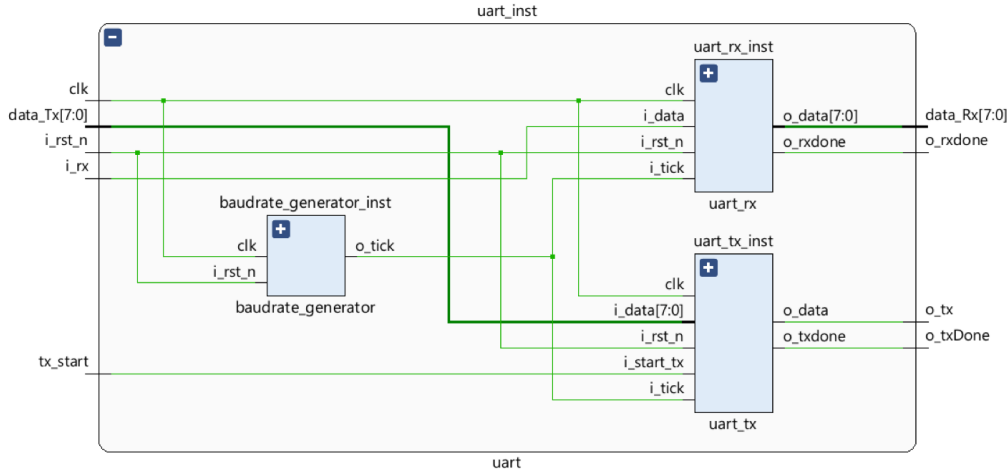 uart_inst
uart_rx_inst
clk
clk
data_Tx[7:0]
i_data
o_data[7:0]
data_Rx[7:0]
i_rst_n
i_rst_n
o_rxdone
o_rxdone
i_rx
i_tick
baudrate_generator_inst
uart_rx
clk
o_tick
uart_tx_inst
i_rst_n
clk
baudrate_generator
i_data[7:0]
o_data
o_tx
i_rst_n
o_txdone
o_txDone
tx_start
i_start_tx
i_tick
uart_tx
uart